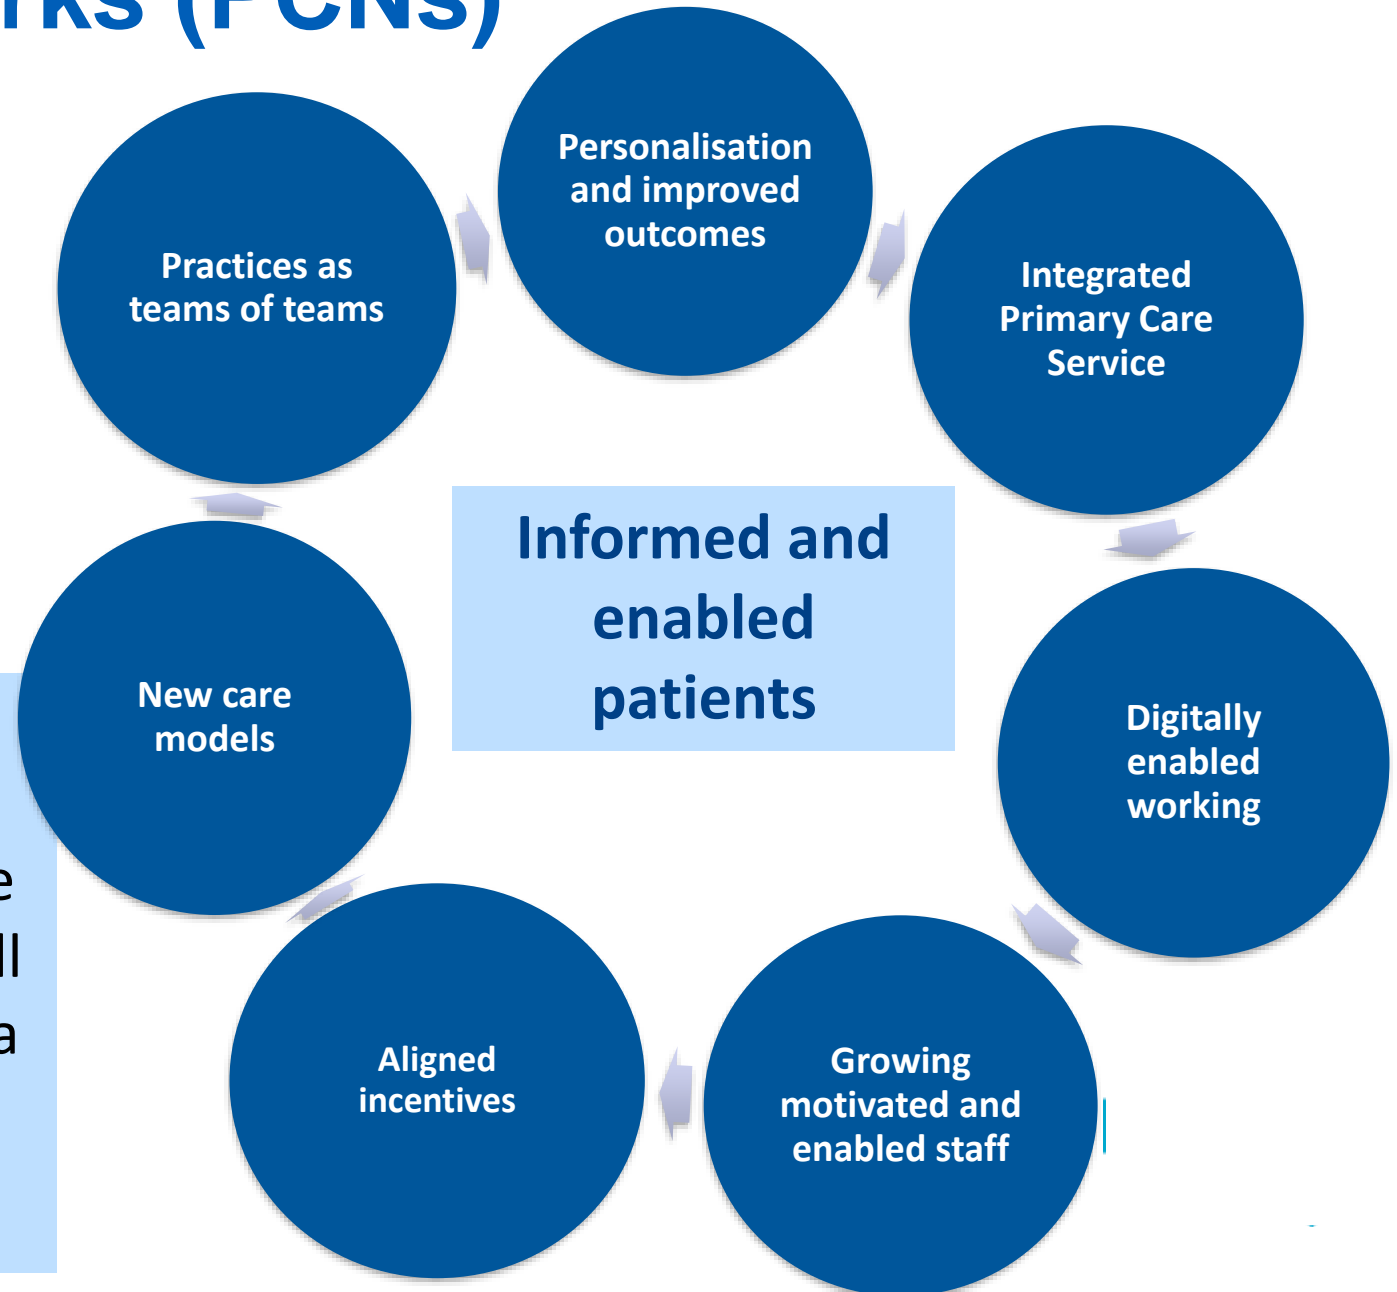 (PCNs)
Personalisation
and improved
outcomes
Integrated
Primary Care
Service
Digitally
enabled
working
Growing
motivated and
enabled staff
Aligned
incentives
New care
models
Practices as
teams of teams
Informed and
enabled
patients
a